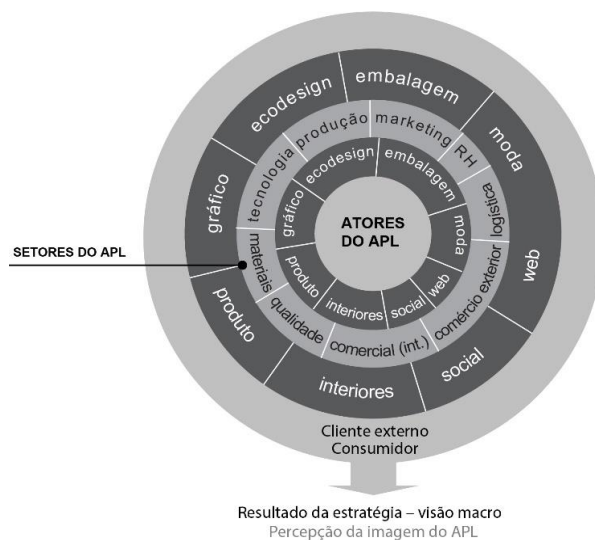 embalagem
ecodesign
moda
gráfico
web
produto
social
interiores
produção
marketing
RH
tecnologia
logística
materiais
comércio exterior
qualidade
comercial (int.)
ecodesign
embalagem
gráfico
moda
produto
web
interiores
social
ATORES
DO APL
SETORES DO APL
Cliente externo
Consumidor
Resultado da estratégia – visão macro
Percepção da imagem do APL